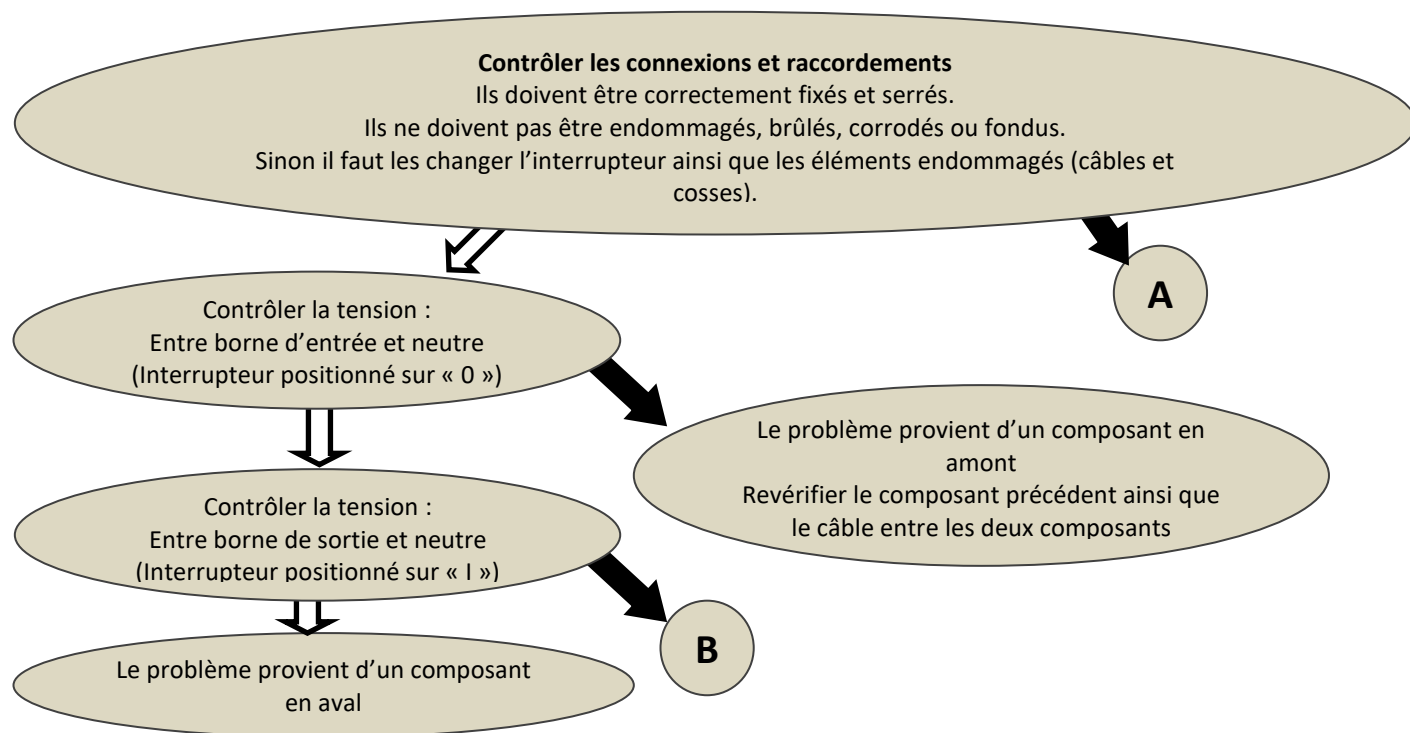 Contrôler les connexions et raccordements
Ils doivent être correctement fixés et serrés.
Ils ne doivent pas être endommagés, brûlés, corrodés ou fondus.
Sinon il faut les changer l’interrupteur ainsi que les éléments endommagés (câbles et
cosses).
A
Contrôler la tension :
Entre borne d’entrée et neutre
(Interrupteur positionné sur « 0 »)
Le problème provient d’un composant en
amont
Revérifier le composant précédent ainsi que
le câble entre les deux composants
Contrôler la tension :
Entre borne de sortie et neutre
(Interrupteur positionné sur « I »)
B
Le problème provient d’un composant
en aval